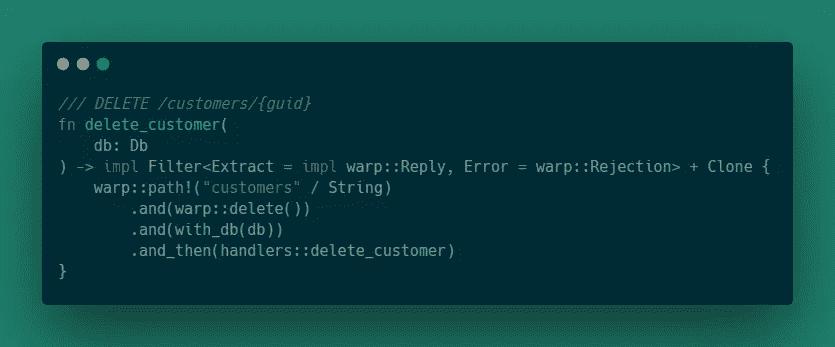 /// DELETE /customers/{guid}
fn delete_customer(
    db: Db
) -> impl Filter<Extract = impl warp::Reply, Error = warp::Rejection> + Clone {
    warp::path!("customers" / String)
        .and(warp::delete())
        .and(with_db(db))
        .and_then(handlers::delete_customer)
}